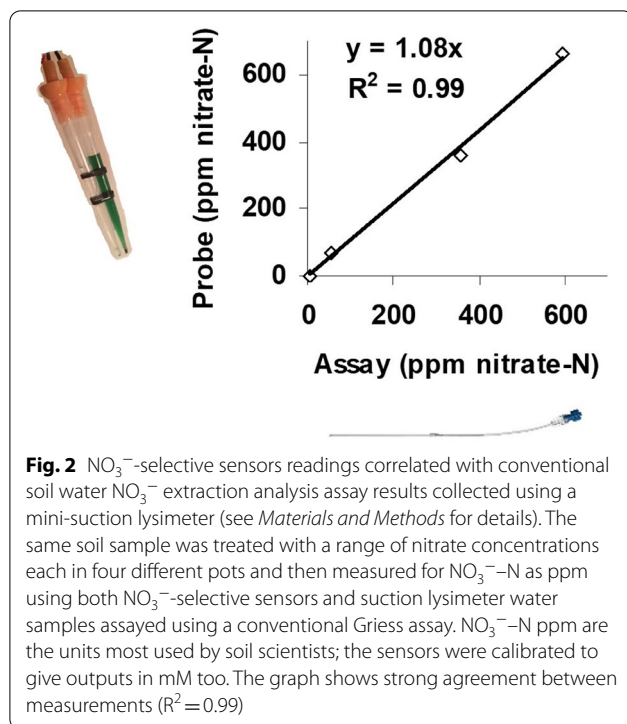 y = 1.08x
R² = 0.99
Probe (ppm nitrate-N)
600
400
200
0
0 200 400 600
Assay (ppm nitrate-N)
Fig. 2 NO₃⁻-selective sensors readings correlated with conventional
soil water NO₃⁻ extraction analysis assay results collected using a
mini-suction lysimeter (see Materials and Methods for details). The
same soil sample was treated with a range of nitrate concentrations
each in four different pots and then measured for NO₃⁻–N as ppm
using both NO₃⁻-selective sensors and suction lysimeter water
samples assayed using a conventional Griess assay. NO₃⁻–N ppm are
the units most used by soil scientists; the sensors were calibrated to
give outputs in mM too. The graph shows strong agreement between
measurements (R² = 0.99)